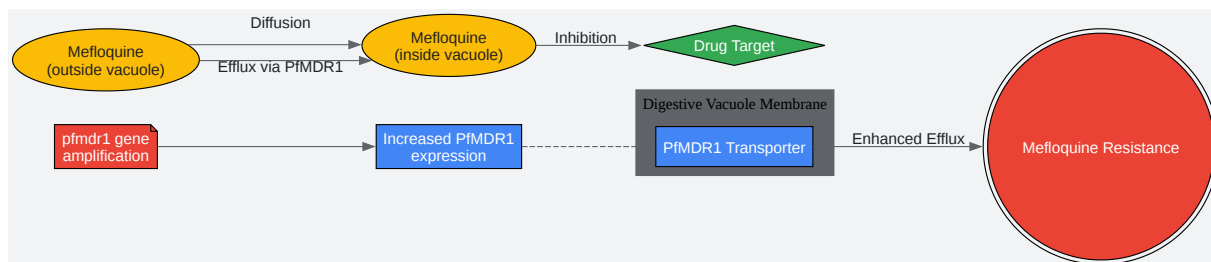 Diffusion
Mefloquine
(outside vacuole)
Efflux via PfMDR1
Mefloquine
(inside vacuole)
Inhibition
Drug Target
pfmdr1 gene
amplification
Increased PfMDR1
expression
Digestive Vacuole Membrane
PfMDR1 Transporter
Enhanced Efflux
Mefloquine Resistance